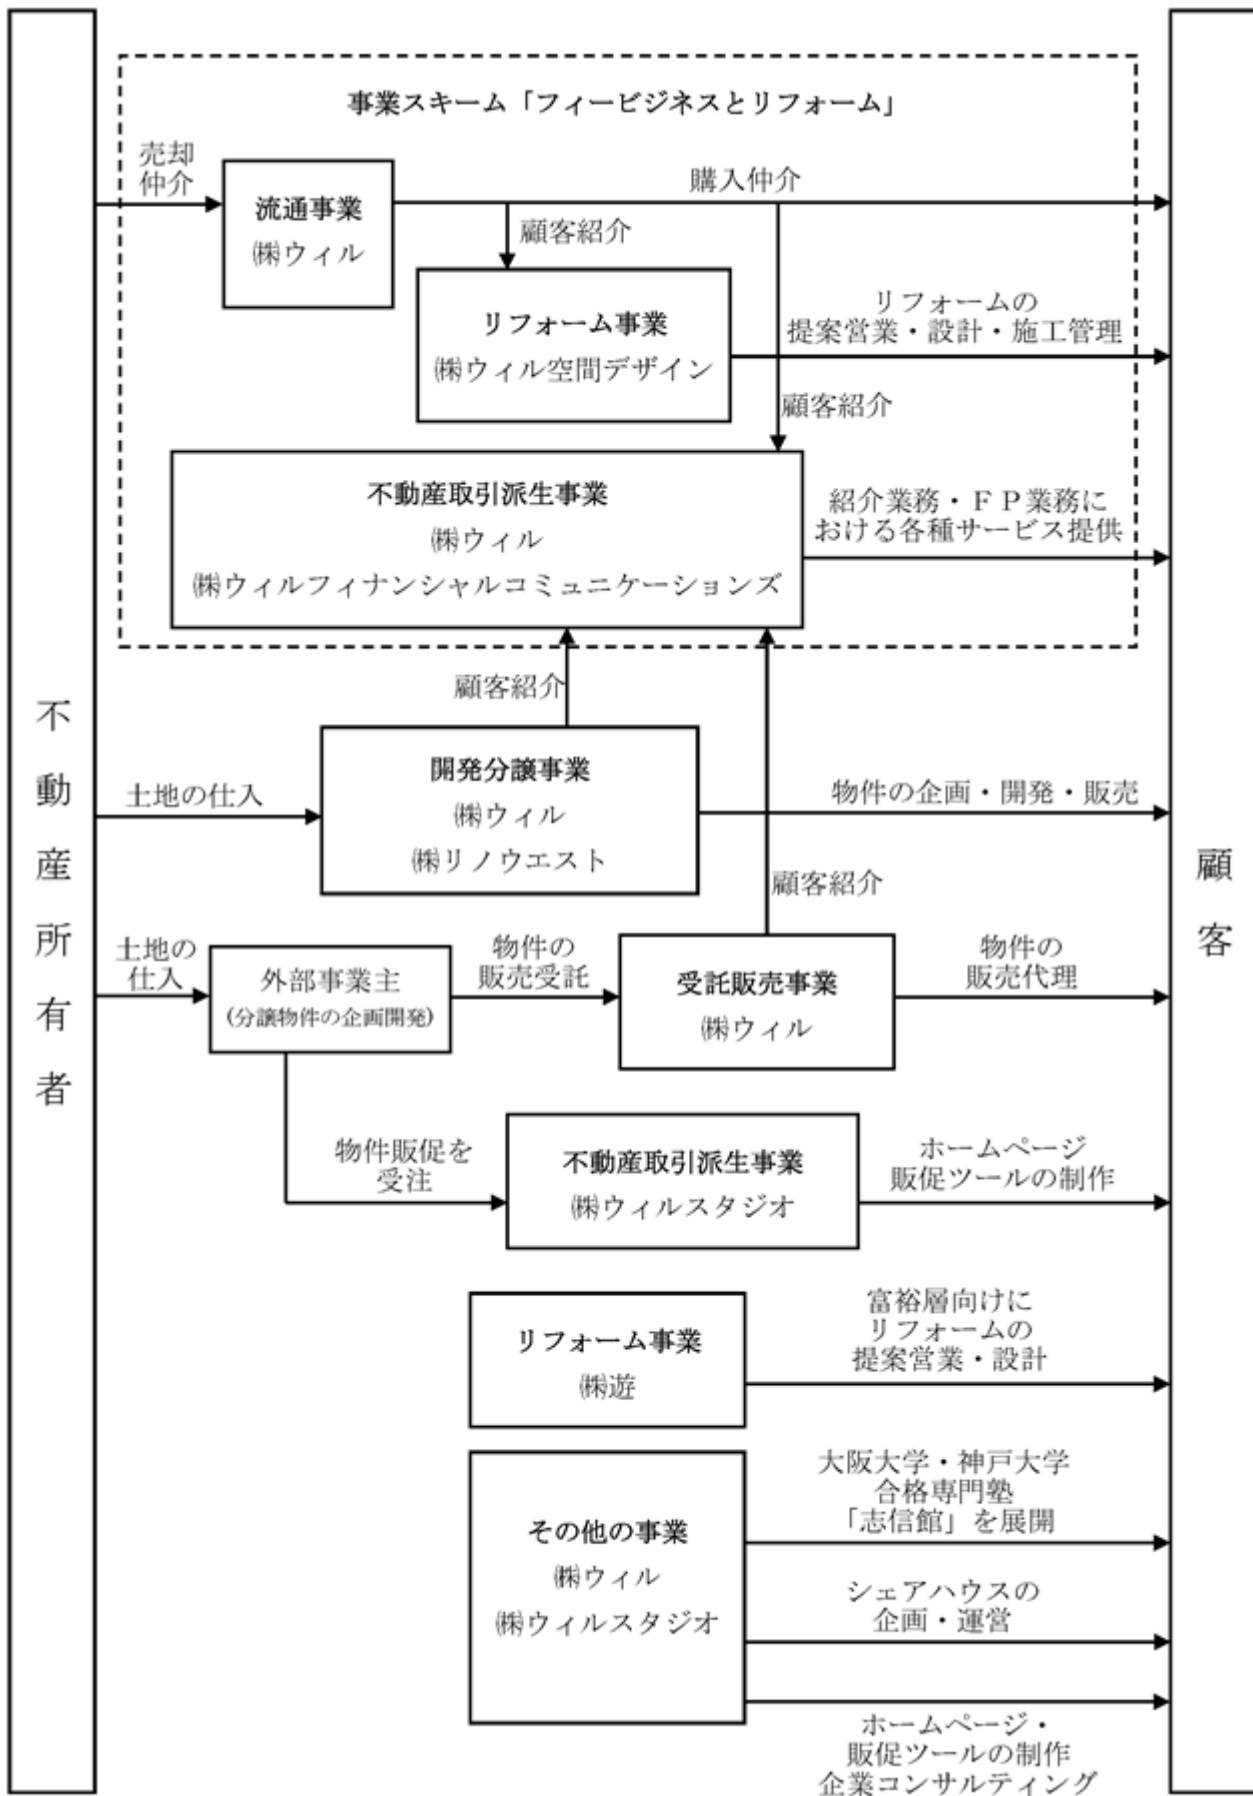 事業スキーム「フィービジネスとリフォーム」
売却
仲介
流通事業
㈱ウィル
購入仲介
顧客紹介
リフォーム事業
㈱ウィル空間デザイン
リフォームの
提案営業・設計・施工管理
顧客紹介
不動産取引派生事業
㈱ウィル
㈱ウィルフィナンシャルコミュニケーションズ
紹介業務・ＦＰ業務に
おける各種サービス提供
顧客紹介
不動産所有者
土地の仕入
開発分譲事業
㈱ウィル
㈱リノウエスト
物件の企画・開発・販売
顧客紹介
顧客
土地の
仕入
外部事業主
(分譲物件の企画開発)
物件の
販売受託
受託販売事業
㈱ウィル
物件の
販売代理
物件販促を
受注
不動産取引派生事業
㈱ウィルスタジオ
ホームページ
販促ツールの制作
リフォーム事業
㈱遊
富裕層向けに
リフォームの
提案営業・設計
その他の事業
㈱ウィル
㈱ウィルスタジオ
大阪大学・神戸大学
合格専門塾
「志信館」を展開
シェアハウスの
企画・運営
ホームページ・
販促ツールの制作
企業コンサルティング